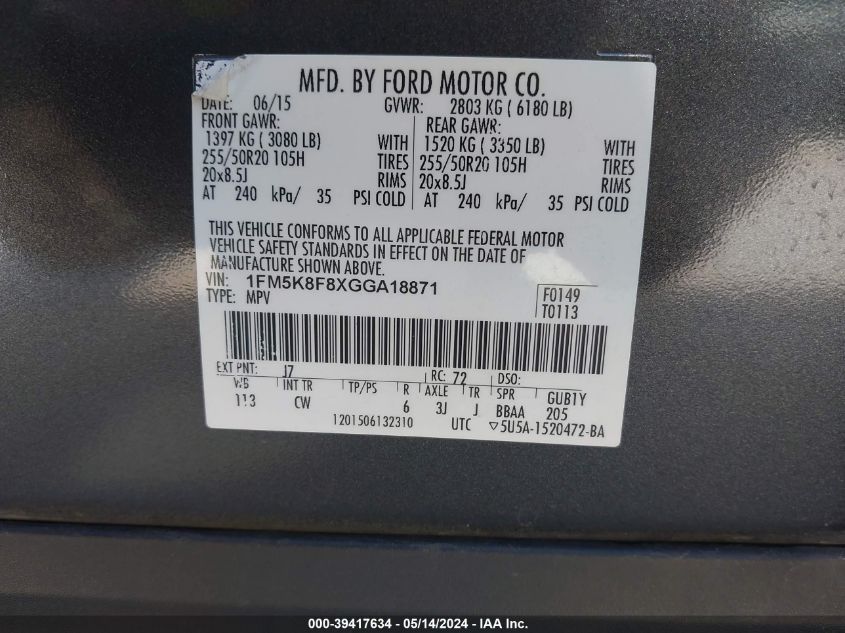 MFD. BY FORD MOTOR CO.
DATE: 06/15 GVWR: 2803 KG ( 6180 LB)
FRONT GAWR: REAR GAWR:
1397 KG ( 3080 LB) WITH 1520 KG ( 3350 LB) WITH
255/50R20 105H TIRES 255/50R20 105H TIRES
20x8.5J RIMS 20x8.5J RIMS
AT 240 kPa/ 35 PSI COLD AT 240 kPa/ 35 PSI COLD
THIS VEHICLE CONFORMS TO ALL APPLICABLE FEDERAL MOTOR
VEHICLE SAFETY STANDARDS IN EFFECT ON THE DATE OF
MANUFACTURE SHOWN ABOVE.
VIN: 1FM5K8F8XGGA18871 F0149
TYPE: MPV T0113
EXT PNT: J7 RC: 72 DSO:
WB INT TR TP/PS R AXLE TR SPR GUB1Y
113 CW 6 3J J BBAA 205
1201506132310 UTC ▽5U5A-1520472-BA
000-39417634 / 05/14/2024 - IAA Inc.